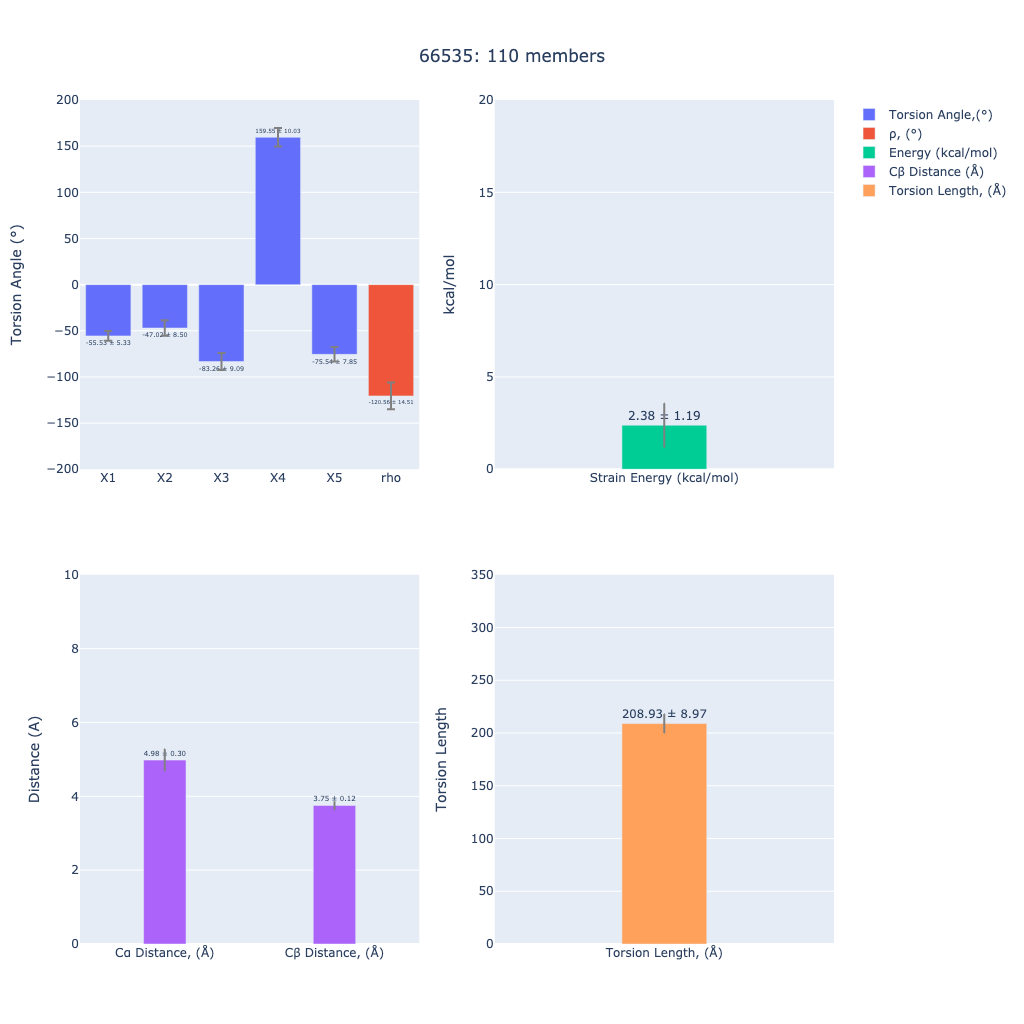 66535: 110 members
Torsion Angle (°)
200
150
100
50
0
−50
−100
−150
−200
159.55 ± 10.03
-55.53 ± 5.33
-47.02 ± 8.50
-83.26 ± 9.09
-75.54 ± 7.85
-120.56 ± 14.51
X1
X2
X3
X4
X5
rho
kcal/mol
20
15
10
5
0
2.38 ± 1.19
Strain Energy (kcal/mol)
Torsion Angle,(°)
ρ, (°)
Energy (kcal/mol)
Cβ Distance (Å)
Torsion Length, (Å)
Distance (A)
10
8
6
4
2
0
4.98 ± 0.30
3.75 ± 0.12
Cα Distance, (Å)
Cβ Distance, (Å)
Torsion Length
350
300
250
200
150
100
50
0
208.93 ± 8.97
Torsion Length, (Å)